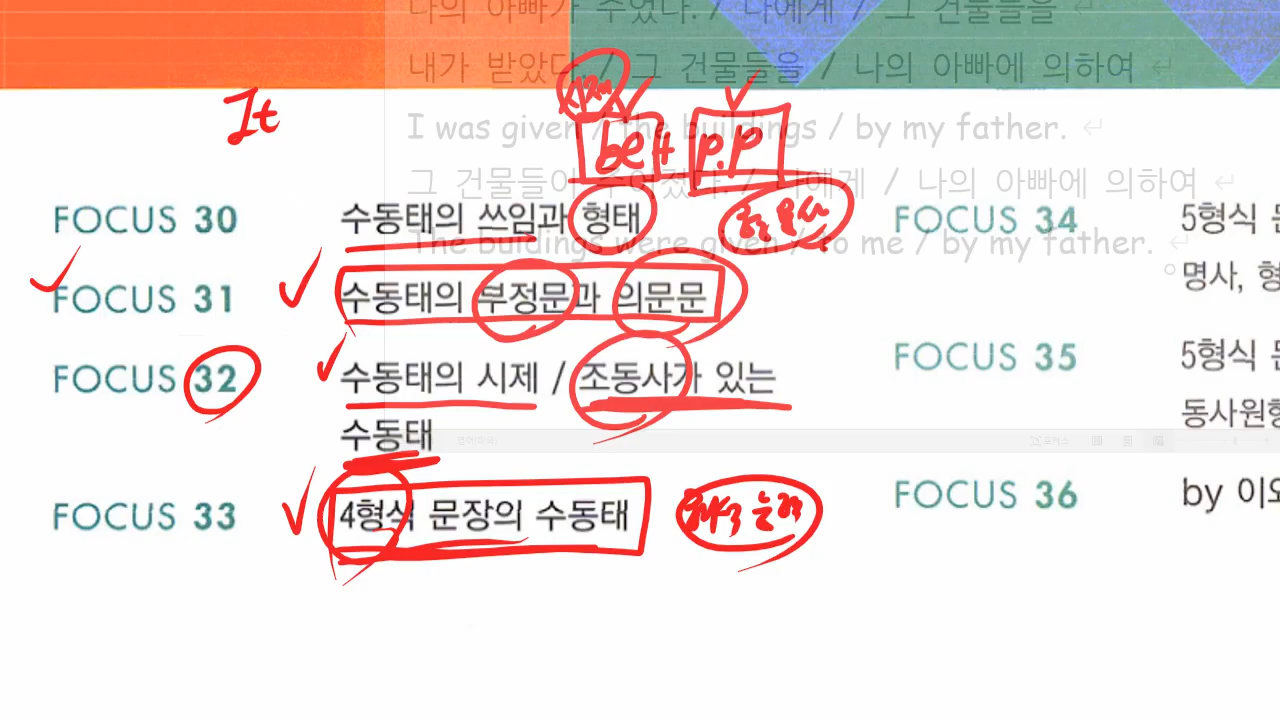 나의 아빠가 주었다. / 나에게 / 그 건물들을
내가 받았다 / 그 건물들을 / 나의 아빠에 의하여
시제
It
I was given / the buildings / by my father.
be + p.p
그 건물들이 주어졌다. / 나에게 / 나의 아빠에 의하여
FOCUS 30 수동태의 쓰임과 형태
The buildings were given / to me / by my father.
FOCUS 31 수동태의 부정문과 의문문
FOCUS 32 수동태의 시제 / 조동사가 있는
수동태
FOCUS 33 4형식 문장의 수동태
FOCUS 34 5형식
명사, 형
FOCUS 35 5형식
동사원형
FOCUS 36 by 이외